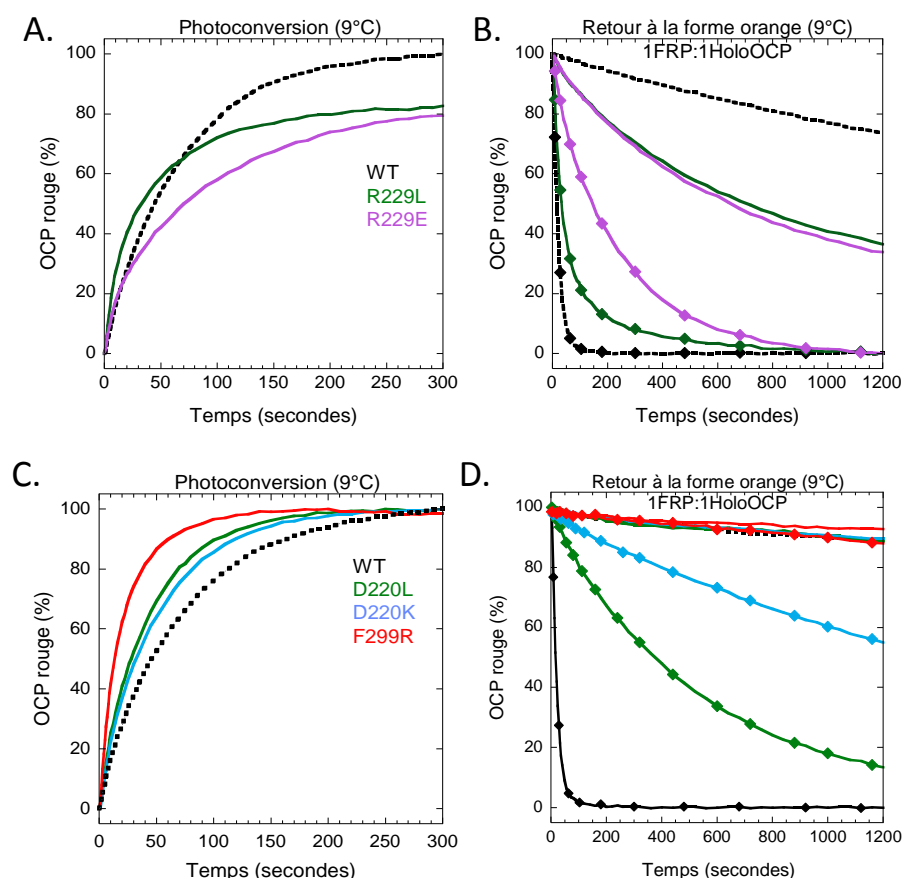 A.
Photoconversion (9°C)
OCP rouge (%)
100
80
60
40
20
0
WT
R229L
R229E
0 50 100 150 200 250 300
Temps (secondes)
B.
Retour à la forme orange (9°C)
1FRP:1HoloOCP
OCP rouge (%)
100
80
60
40
20
0
0 200 400 600 800 1000 1200
Temps (secondes)
C.
Photoconversion (9°C)
OCP rouge (%)
100
80
60
40
20
0
WT
D220L
D220K
F299R
0 50 100 150 200 250 300
Temps (secondes)
D.
Retour à la forme orange (9°C)
1FRP:1HoloOCP
OCP rouge (%)
100
80
60
40
20
0
0 200 400 600 800 1000 1200
Temps (secondes)